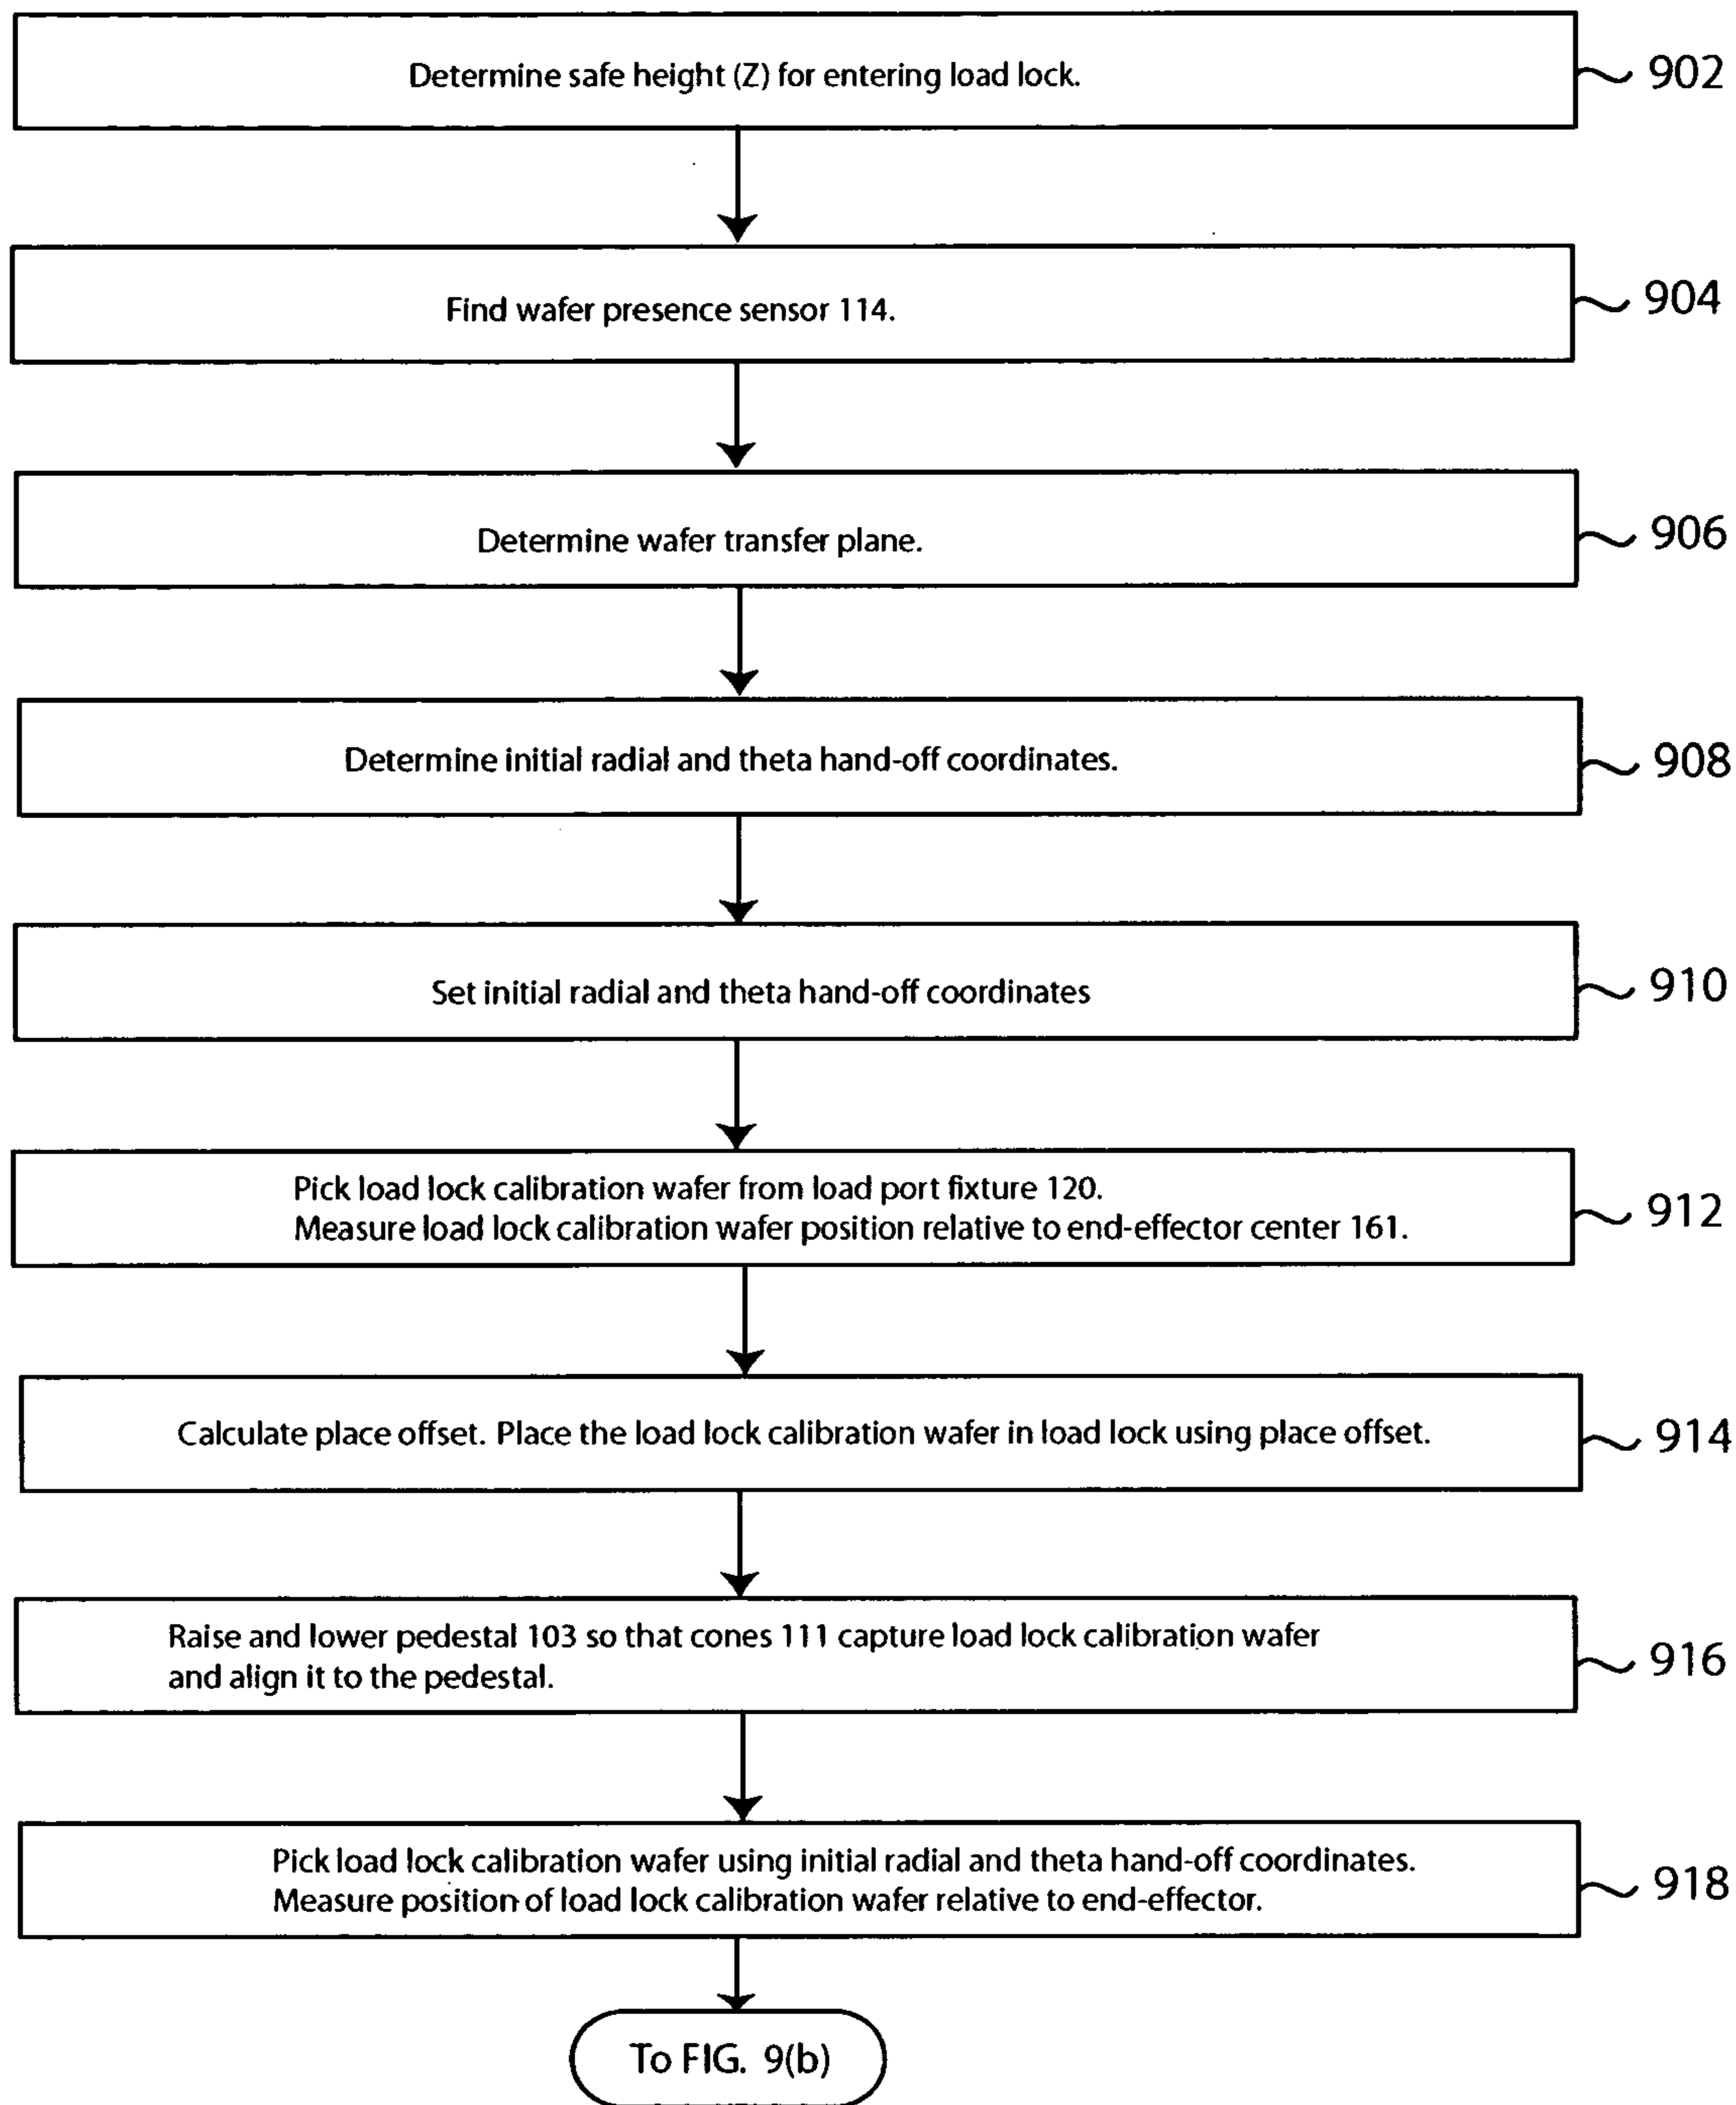 Determine safe height (Z) for entering load lock.
902
Find wafer presence sensor 114.
904
Determine wafer transfer plane.
906
Determine initial radial and theta hand-off coordinates.
908
Set initial radial and theta hand-off coordinates
910
Pick load lock calibration wafer from load port fixture 120.
Measure load lock calibration wafer position relative to end-effector center 161.
912
Calculate place offset. Place the load lock calibration wafer in load lock using place offset.
914
Raise and lower pedestal 103 so that cones 111 capture load lock calibration wafer
and align it to the pedestal.
916
Pick load lock calibration wafer using initial radial and theta hand-off coordinates.
Measure position of load lock calibration wafer relative to end-effector.
918
To FIG. 9(b)